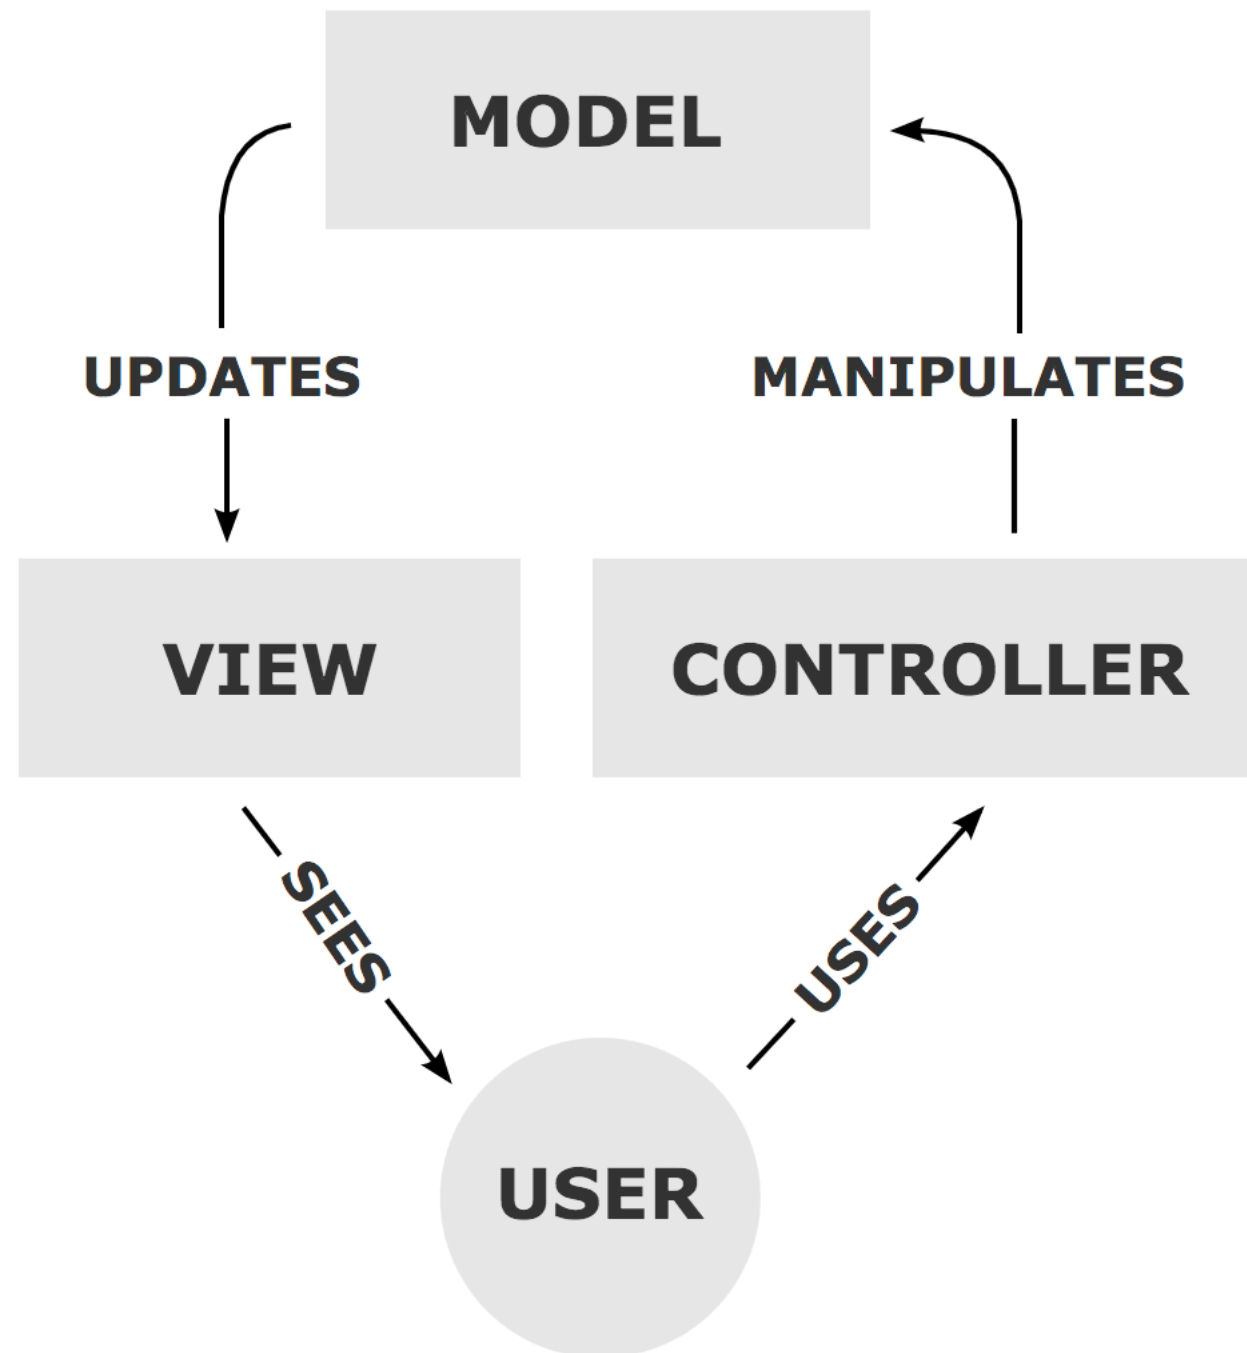 MODEL
UPDATES
MANIPULATES
VIEW
CONTROLLER
SEES
USES
USER